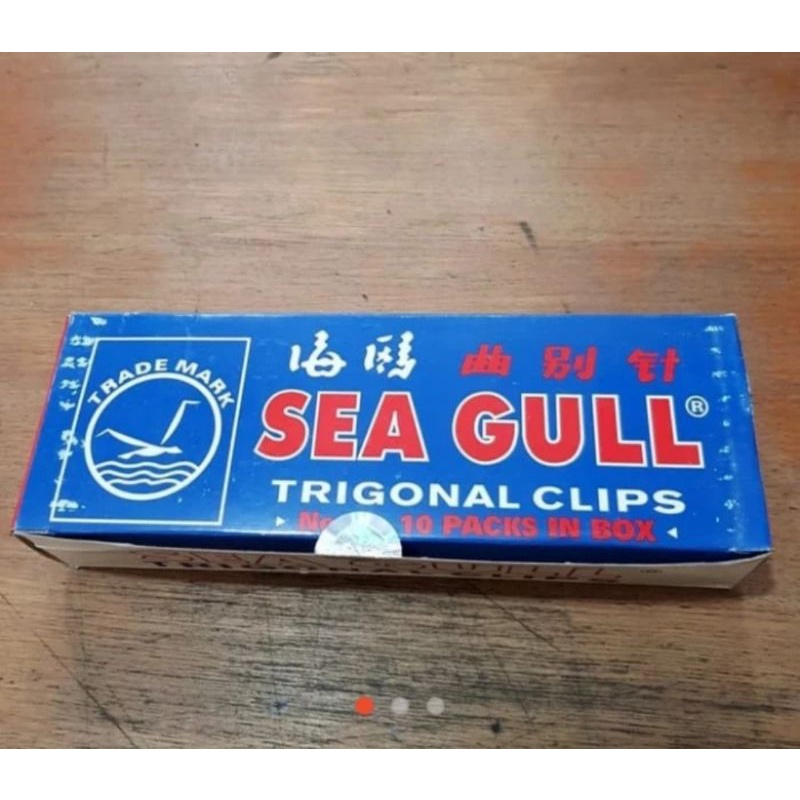 TRADE MARK
海鸥 曲别针
SEA GULL®
TRIGONAL CLIPS
10 PACKS IN BOX